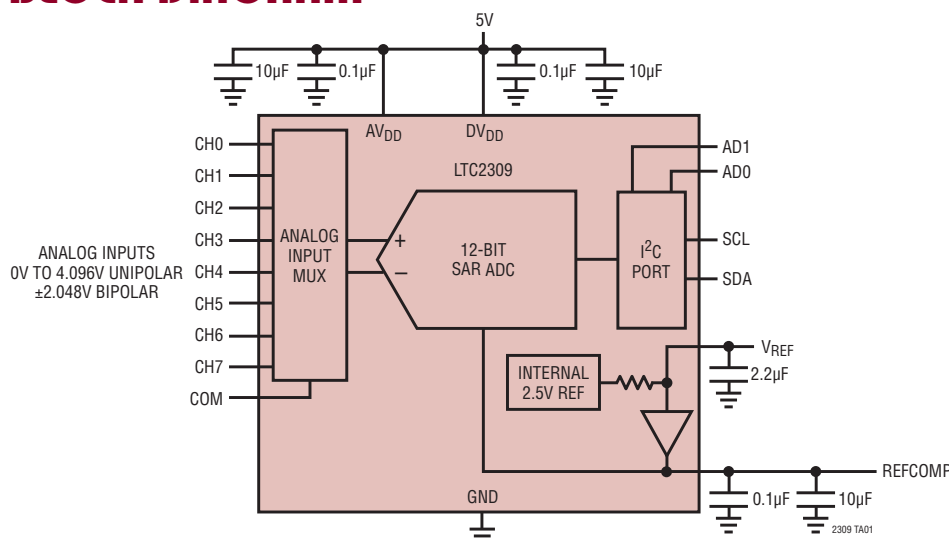 5V
10µF
0.1µF
0.1µF
10µF
AVDD
DVDD
LTC2309
CH0
CH1
CH2
CH3
CH4
CH5
CH6
CH7
COM
ANALOG INPUTS
0V TO 4.096V UNIPOLAR
±2.048V BIPOLAR
ANALOG
INPUT
MUX
+
–
12-BIT
SAR ADC
I2C
PORT
AD1
AD0
SCL
SDA
INTERNAL
2.5V REF
VREF
2.2µF
REFCOMP
0.1µF
10µF
GND
2309 TA01